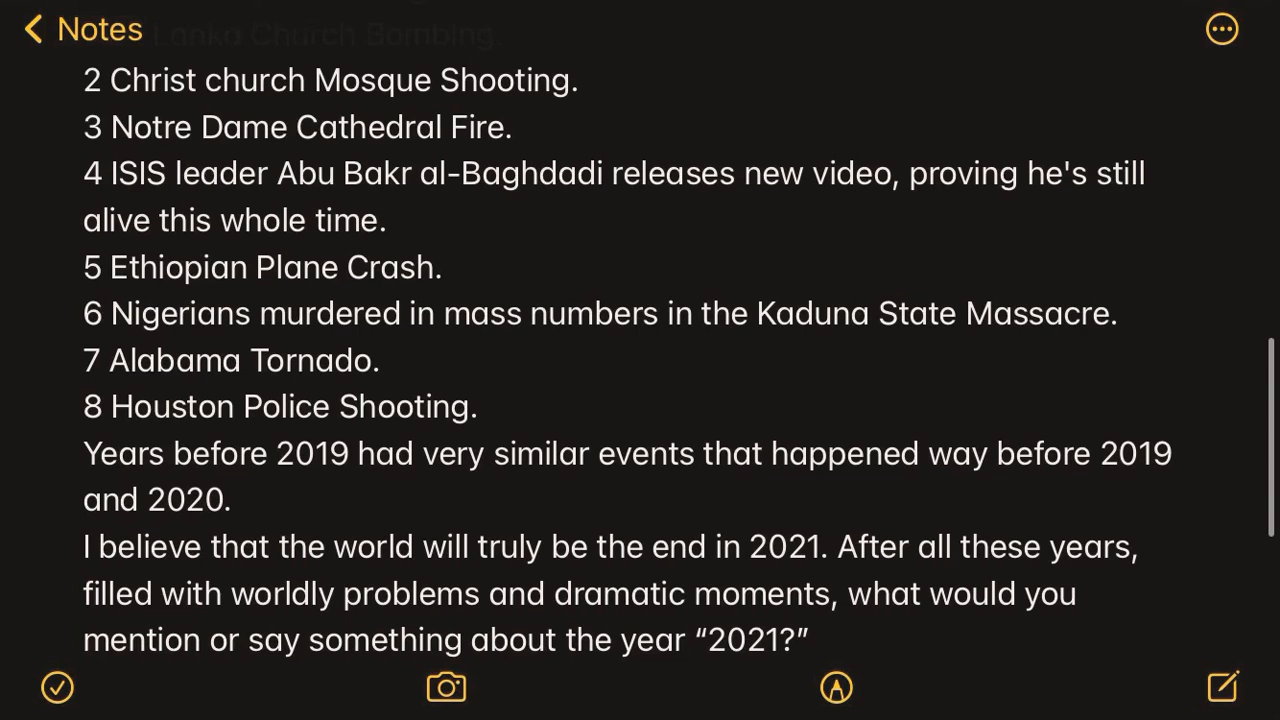 Notes
Lanka Church Bombing.
2 Christ church Mosque Shooting.
3 Notre Dame Cathedral Fire.
4 ISIS leader Abu Bakr al-Baghdadi releases new video, proving he's still
alive this whole time.
5 Ethiopian Plane Crash.
6 Nigerians murdered in mass numbers in the Kaduna State Massacre.
7 Alabama Tornado.
8 Houston Police Shooting.
Years before 2019 had very similar events that happened way before 2019
and 2020.
I believe that the world will truly be the end in 2021. After all these years,
filled with worldly problems and dramatic moments, what would you
mention or say something about the year “2021?”